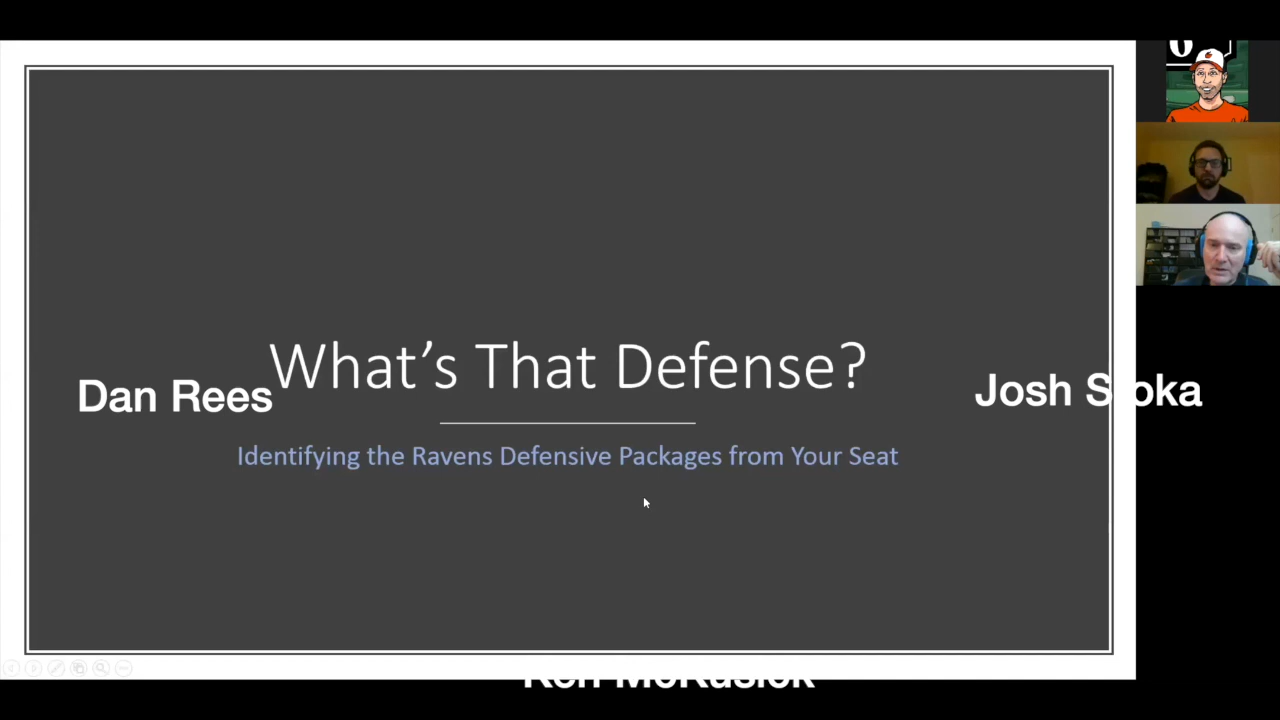 What's That Defense?
Dan Rees
Identifying the Ravens Defensive Packages from Your Seat
Josh